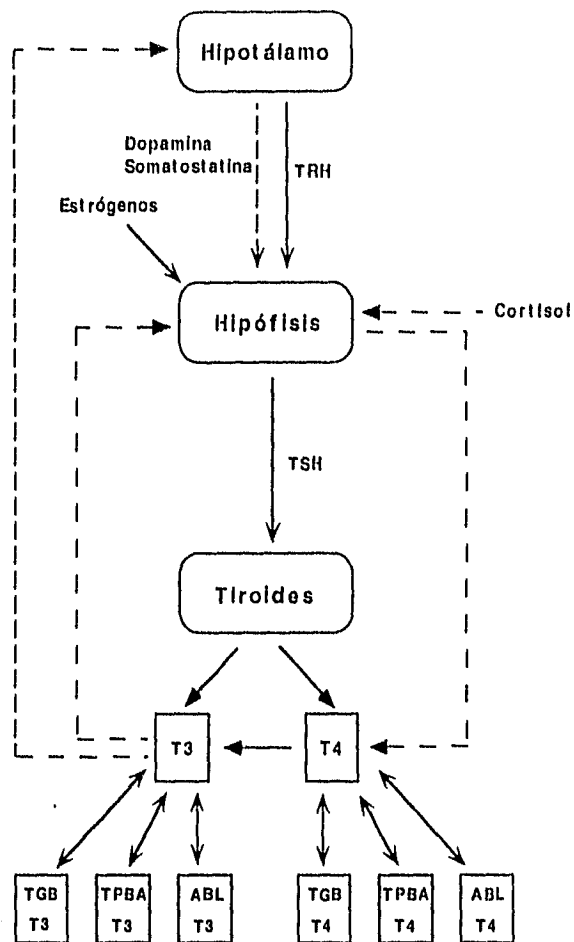 Hipotálamo
Dopamina
Somatostatina
TRH
Estrógenos
Hipófisis
Cortisol
TSH
Tiroides
T3
T4
TGB
T3
TPBA
T3
ABL
T3
TGB
T4
TPBA
T4
ABL
T4